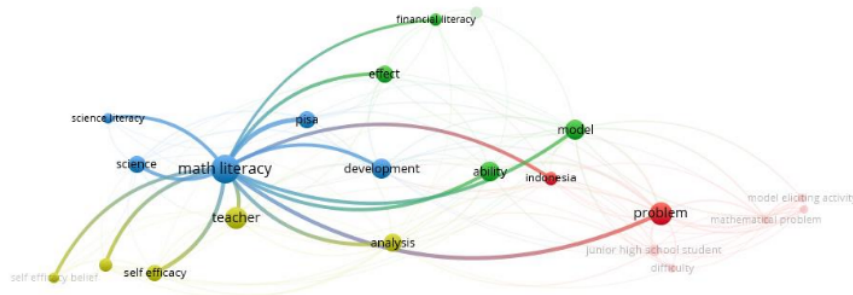 financial literacy
effect
science literacy
pisa
model
science
math literacy
development
ability
indonesia
model eliciting activity
teacher
problem
mathematical problem
analysis
junior high school student
self efficacy belief
self efficacy
difficulty